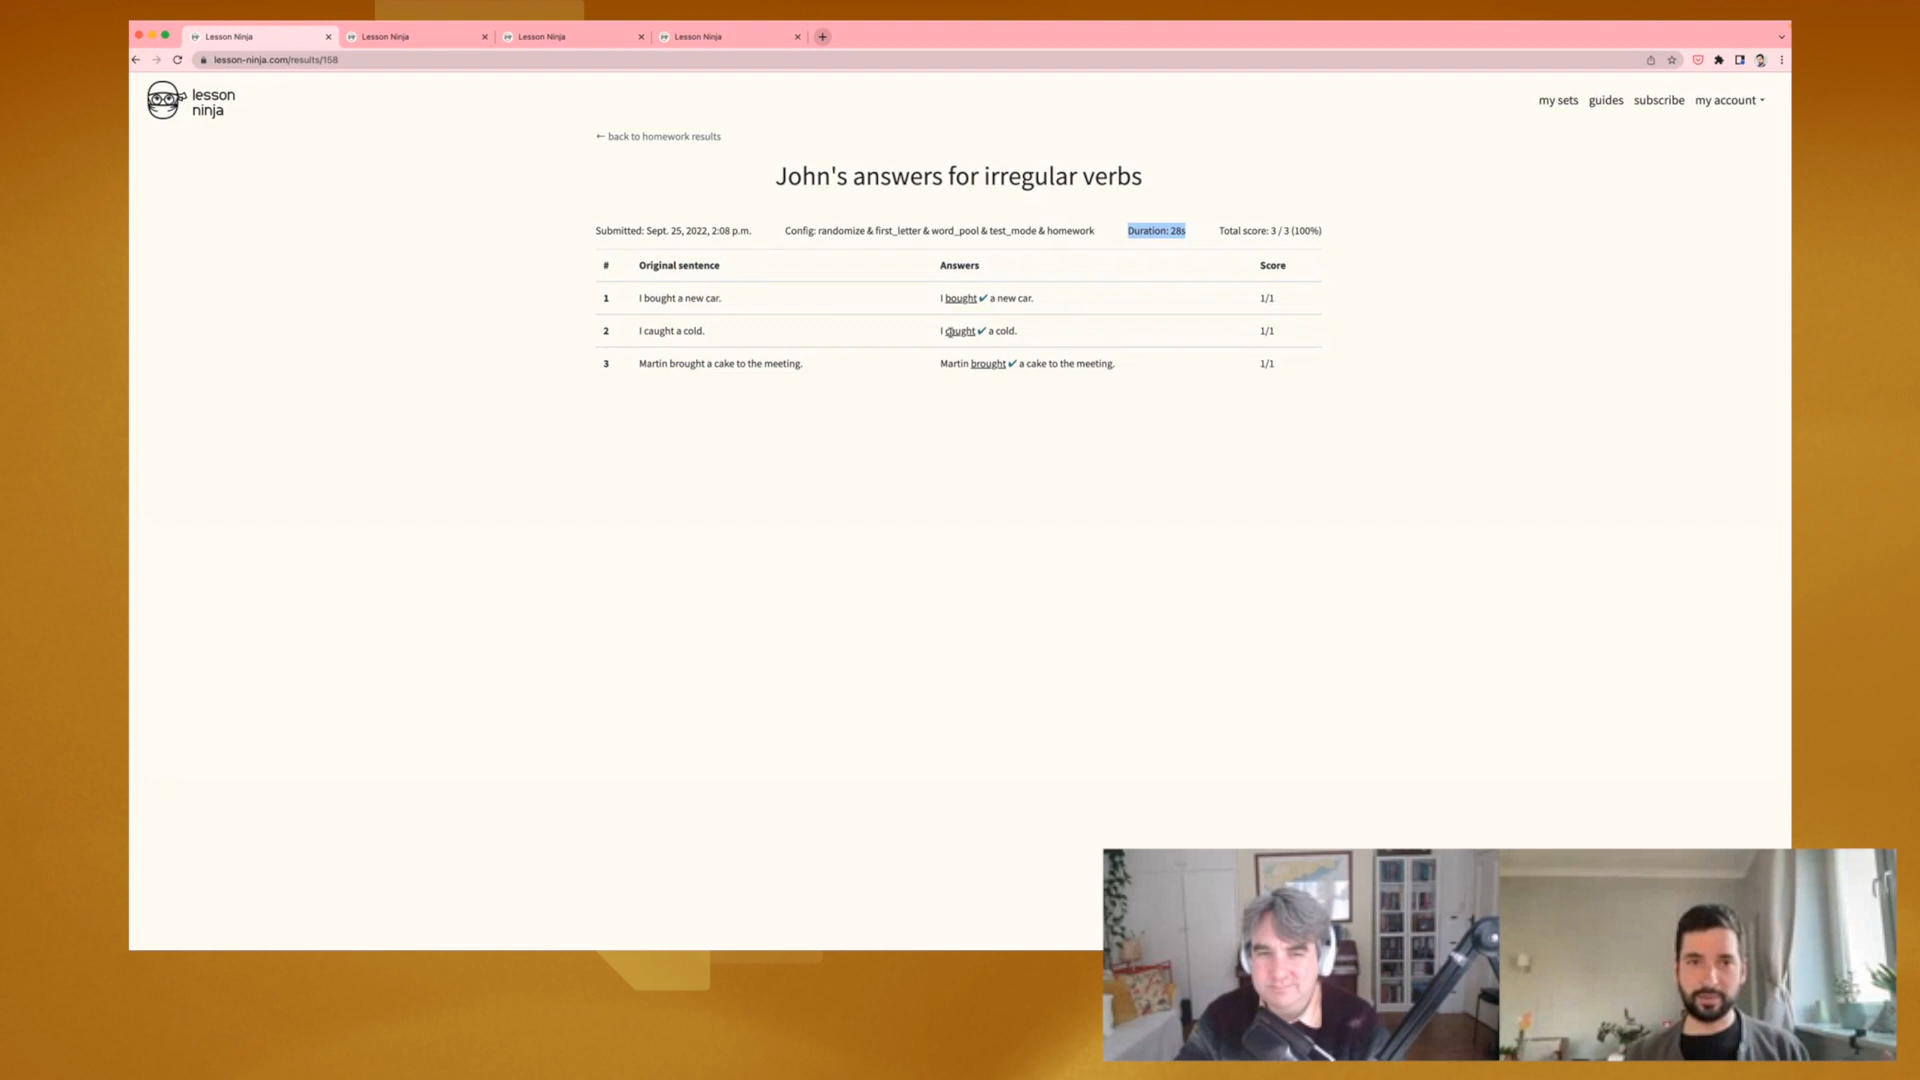 Lesson Ninja
Lesson Ninja
Lesson Ninja
Lesson Ninja
lesson-ninja.com/results/158
lesson
ninja
my sets
guides
subscribe
my account
← back to homework results
John's answers for irregular verbs
Submitted: Sept. 25, 2022, 2:08 p.m.
Config: randomize & first_letter & word_pool & test_mode & homework
Duration: 28s
Total score: 3 / 3 (100%)
# Original sentence Answers Score
1 I bought a new car. I bought ✔ a new car. 1/1
2 I caught a cold. I caught ✔ a cold. 1/1
3 Martin brought a cake to the meeting. Martin brought ✔ a cake to the meeting. 1/1